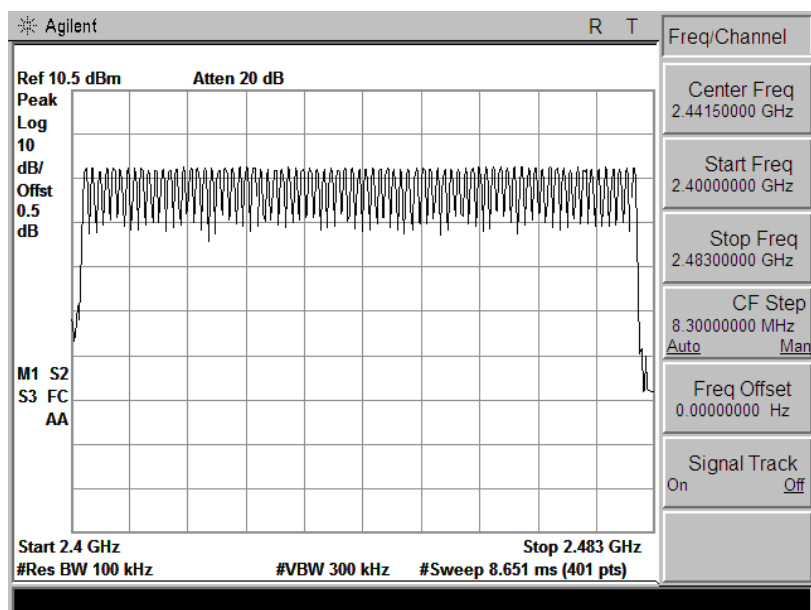 Agilent R T
Ref 10.5 dBm Atten 20 dB
Peak
Log
10
dB/
Offst
0.5
dB
M1 S2
S3 FC
AA
Start 2.4 GHz Stop 2.483 GHz
#Res BW 100 kHz #VBW 300 kHz #Sweep 8.651 ms (401 pts)
Freq/Channel
Center Freq
2.44150000 GHz
Start Freq
2.40000000 GHz
Stop Freq
2.48300000 GHz
CF Step
8.30000000 MHz
Auto Man
Freq Offset
0.00000000 Hz
Signal Track
On Off